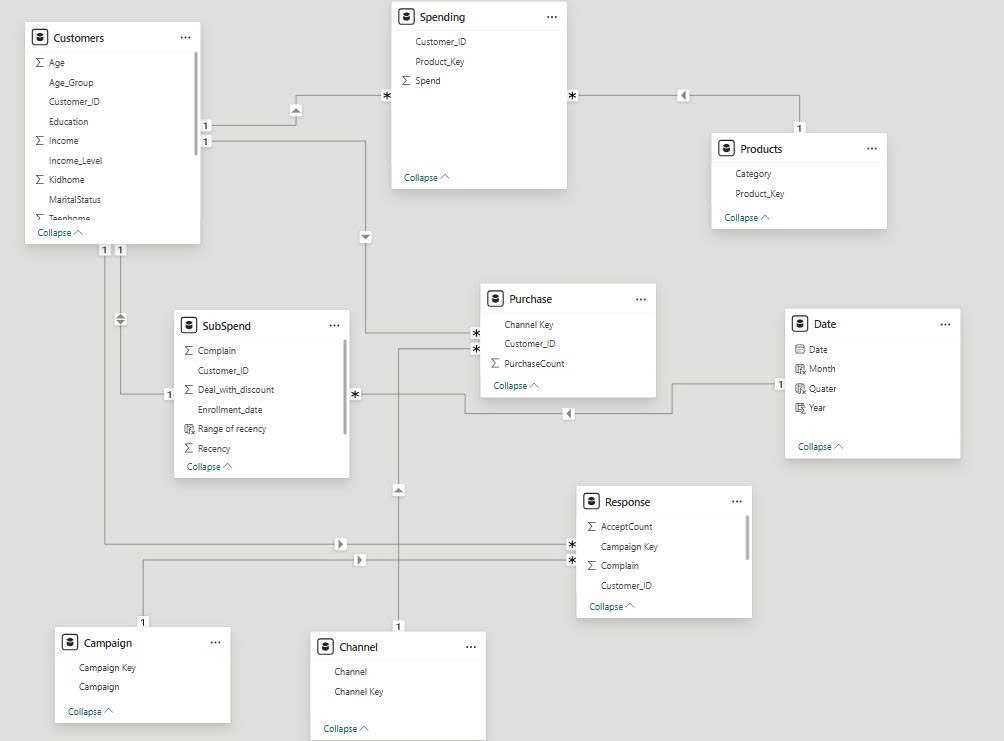 Customers
Age
Age_Group
Customer_ID
Education
Income
Income_Level
Kidhome
MaritalStatus
Teenhome
Collapse
Spending
Customer_ID
Product_Key
Spend
Collapse
Products
Category
Product_Key
Collapse
SubSpend
Complain
Customer_ID
Deal_with_discount
Enrollment_date
Range of recency
Recency
Collapse
Purchase
Channel Key
Customer_ID
PurchaseCount
Collapse
Date
Date
Month
Quater
Year
Collapse
Response
AcceptCount
Campaign Key
Complain
Customer_ID
Collapse
Campaign
Campaign Key
Campaign
Collapse
Channel
Channel
Channel Key
Collapse
1
*
*
1
1
*
1
1
1
*
1
*
1
*
*
1